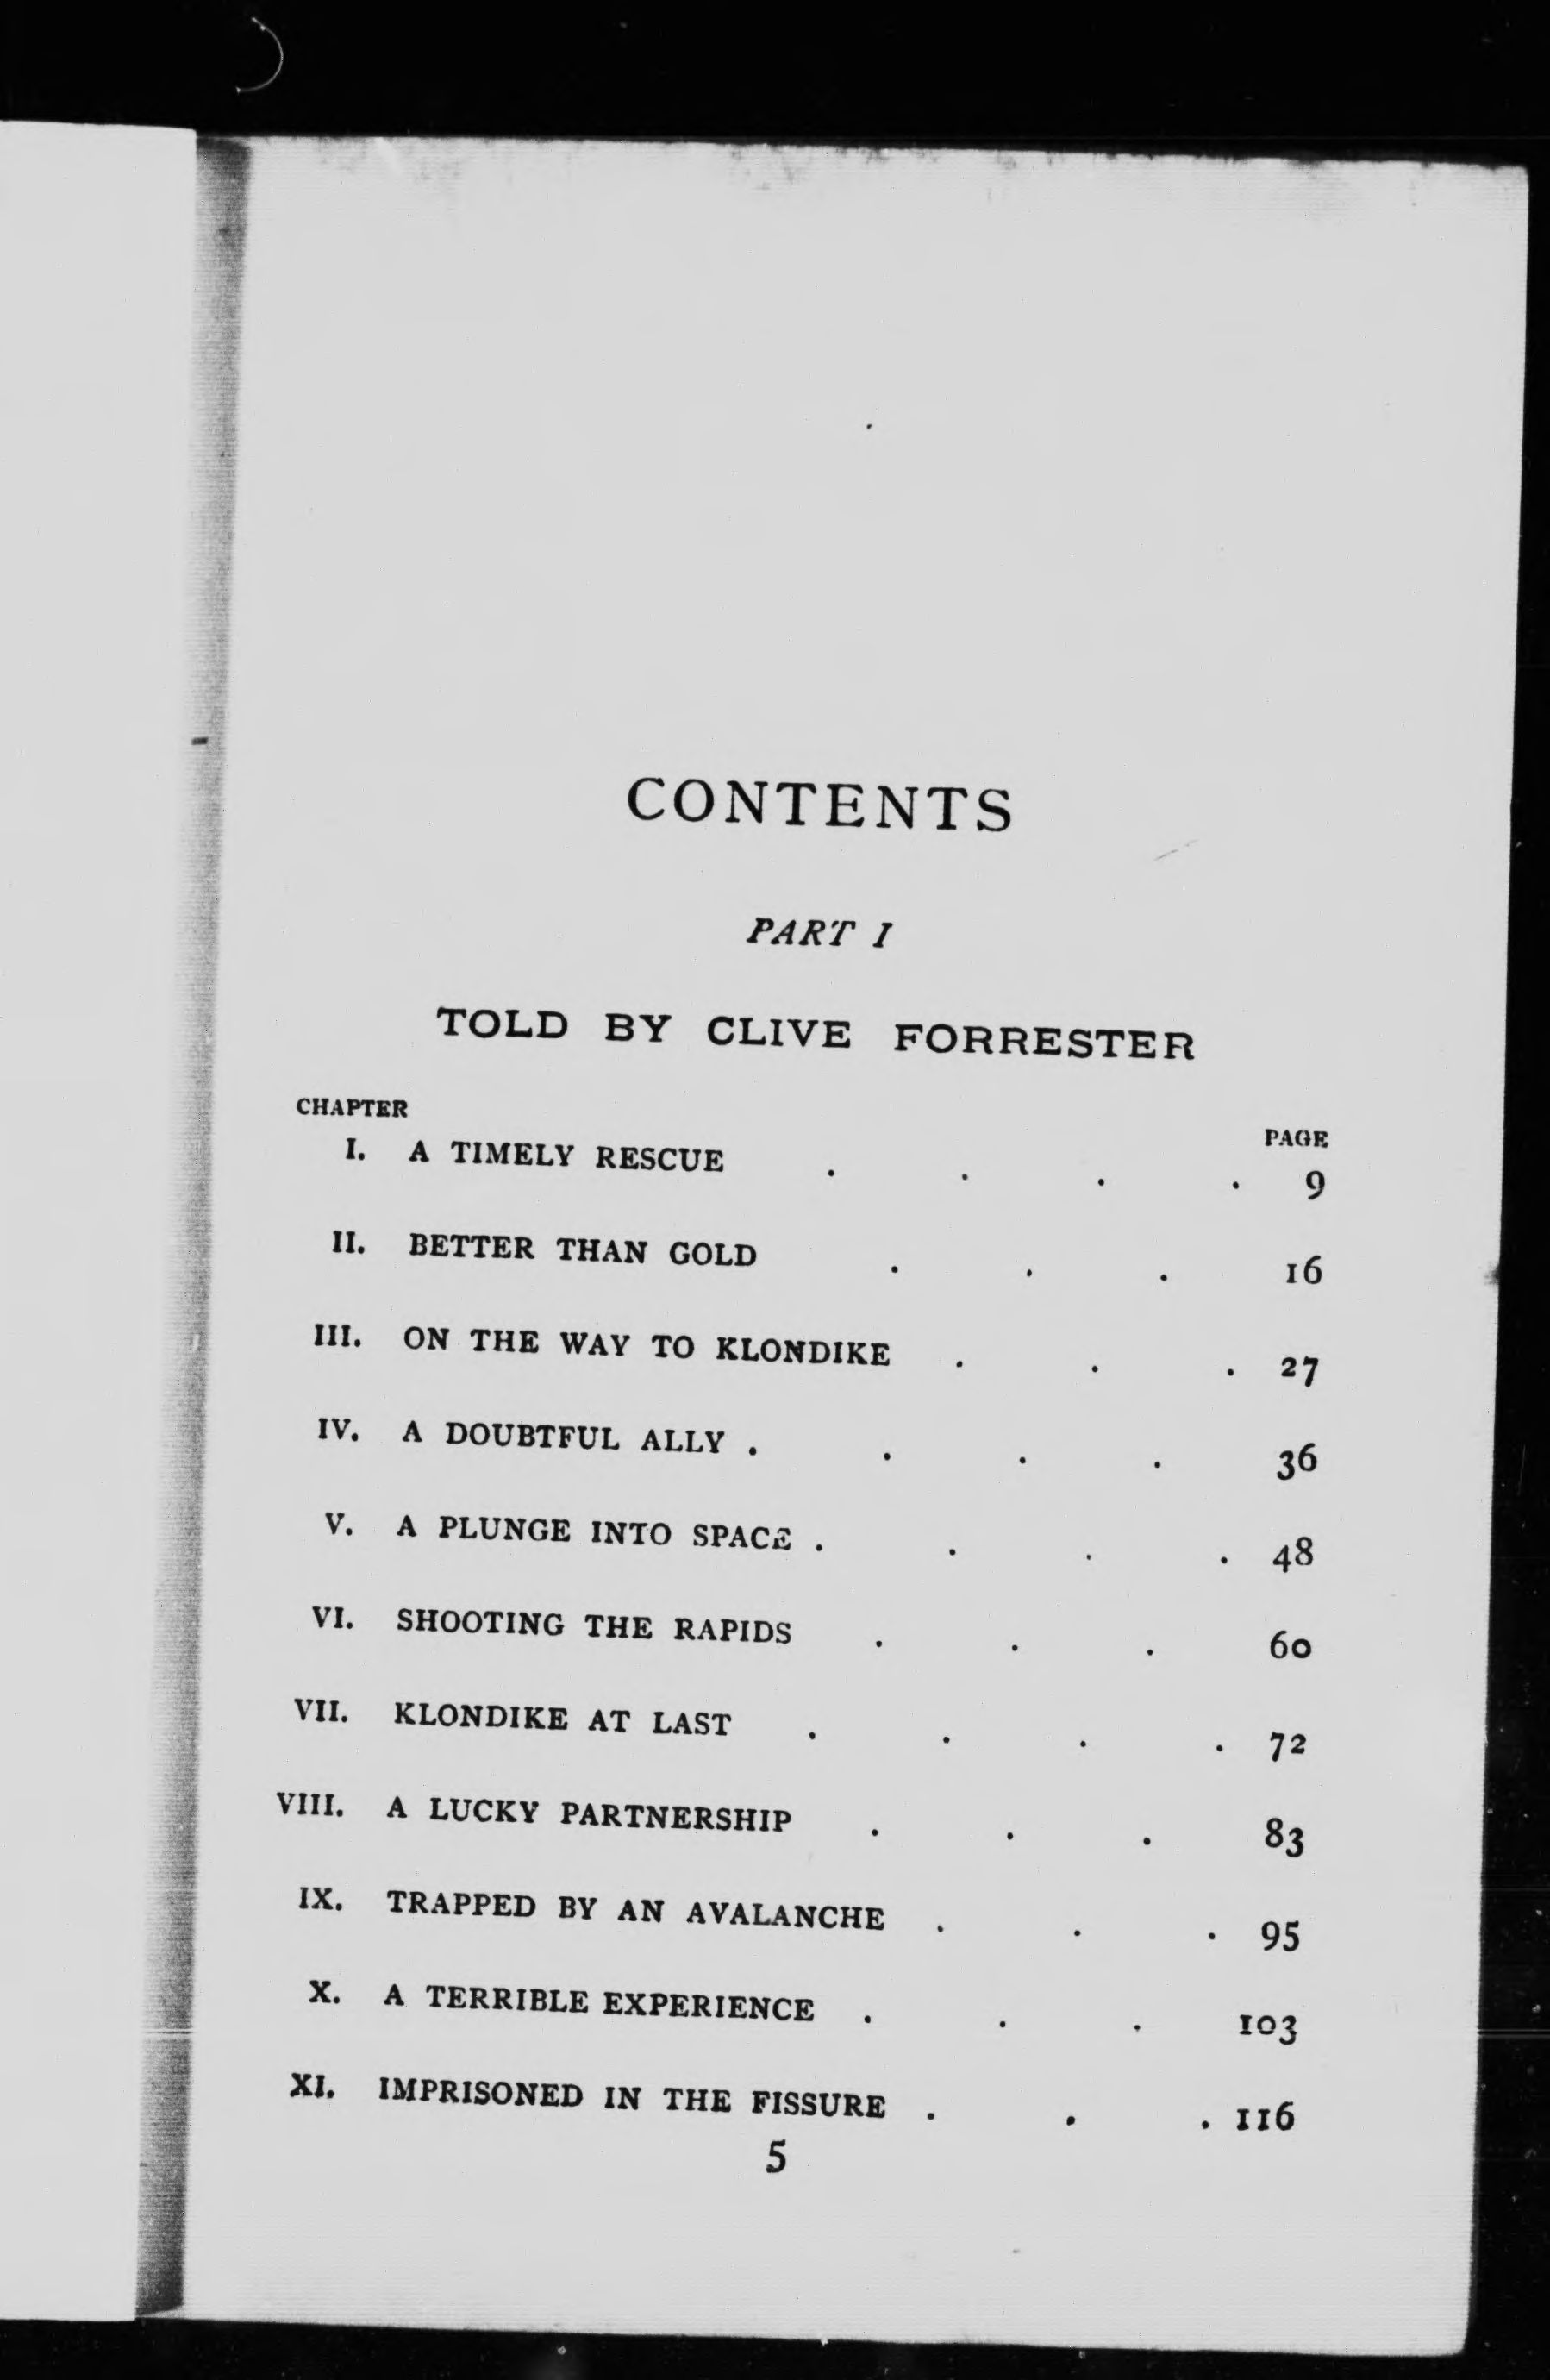 CONTENTS
PART I
TOLD BY CLIVE FORRESTER
CHAPTER PAGE
I. A TIMELY RESCUE . . . . 9
II. BETTER THAN GOLD . . . 16
III. ON THE WAY TO KLONDIKE . . . 27
IV. A DOUBTFUL ALLY . . . . 36
V. A PLUNGE INTO SPACE . . . . 48
VI. SHOOTING THE RAPIDS . . . 60
VII. KLONDIKE AT LAST . . . . 72
VIII. A LUCKY PARTNERSHIP . . . 83
IX. TRAPPED BY AN AVALANCHE . . . 95
X. A TERRIBLE EXPERIENCE . . . 103
XI. IMPRISONED IN THE FISSURE . . . 116
5